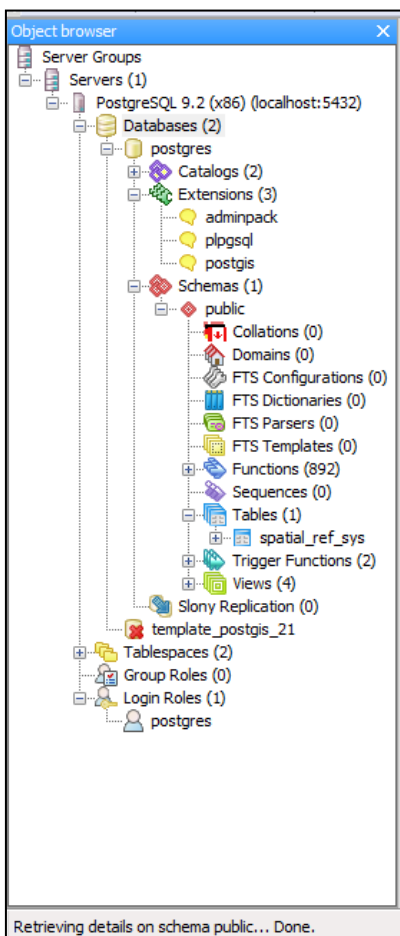 Object browser
Server Groups
Servers (1)
PostgreSQL 9.2 (x86) (localhost:5432)
Databases (2)
postgres
Catalogs (2)
Extensions (3)
adminpack
plpgsql
postgis
Schemas (1)
public
Collations (0)
Domains (0)
FTS Configurations (0)
FTS Dictionaries (0)
FTS Parsers (0)
FTS Templates (0)
Functions (892)
Sequences (0)
Tables (1)
spatial_ref_sys
Trigger Functions (2)
Views (4)
Slony Replication (0)
template_postgis_21
Tablespaces (2)
Group Roles (0)
Login Roles (1)
postgres
Retrieving details on schema public... Done.